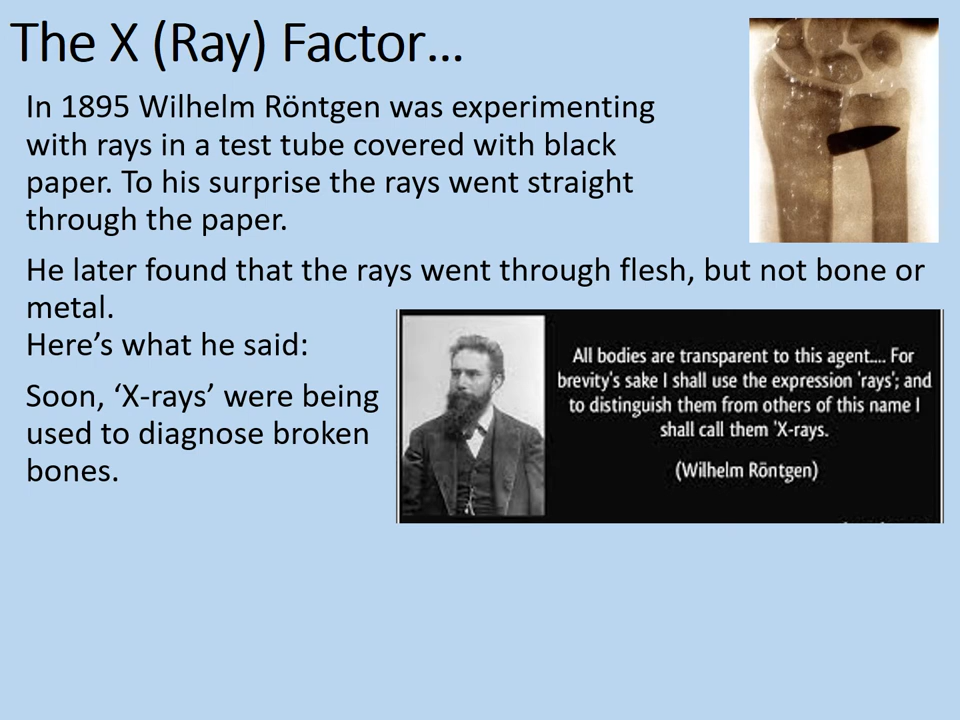 The X (Ray) Factor...
In 1895 Wilhelm Röntgen was experimenting
with rays in a test tube covered with black
paper. To his surprise the rays went straight
through the paper.
He later found that the rays went through flesh, but not bone or
metal.
Here’s what he said:
Soon, ‘X-rays’ were being
used to diagnose broken
bones.
All bodies are transparent to this agent.... For
brevity's sake I shall use the expression 'rays'; and
to distinguish them from others of this name I
shall call them 'X-rays.
(Wilhelm Röntgen)